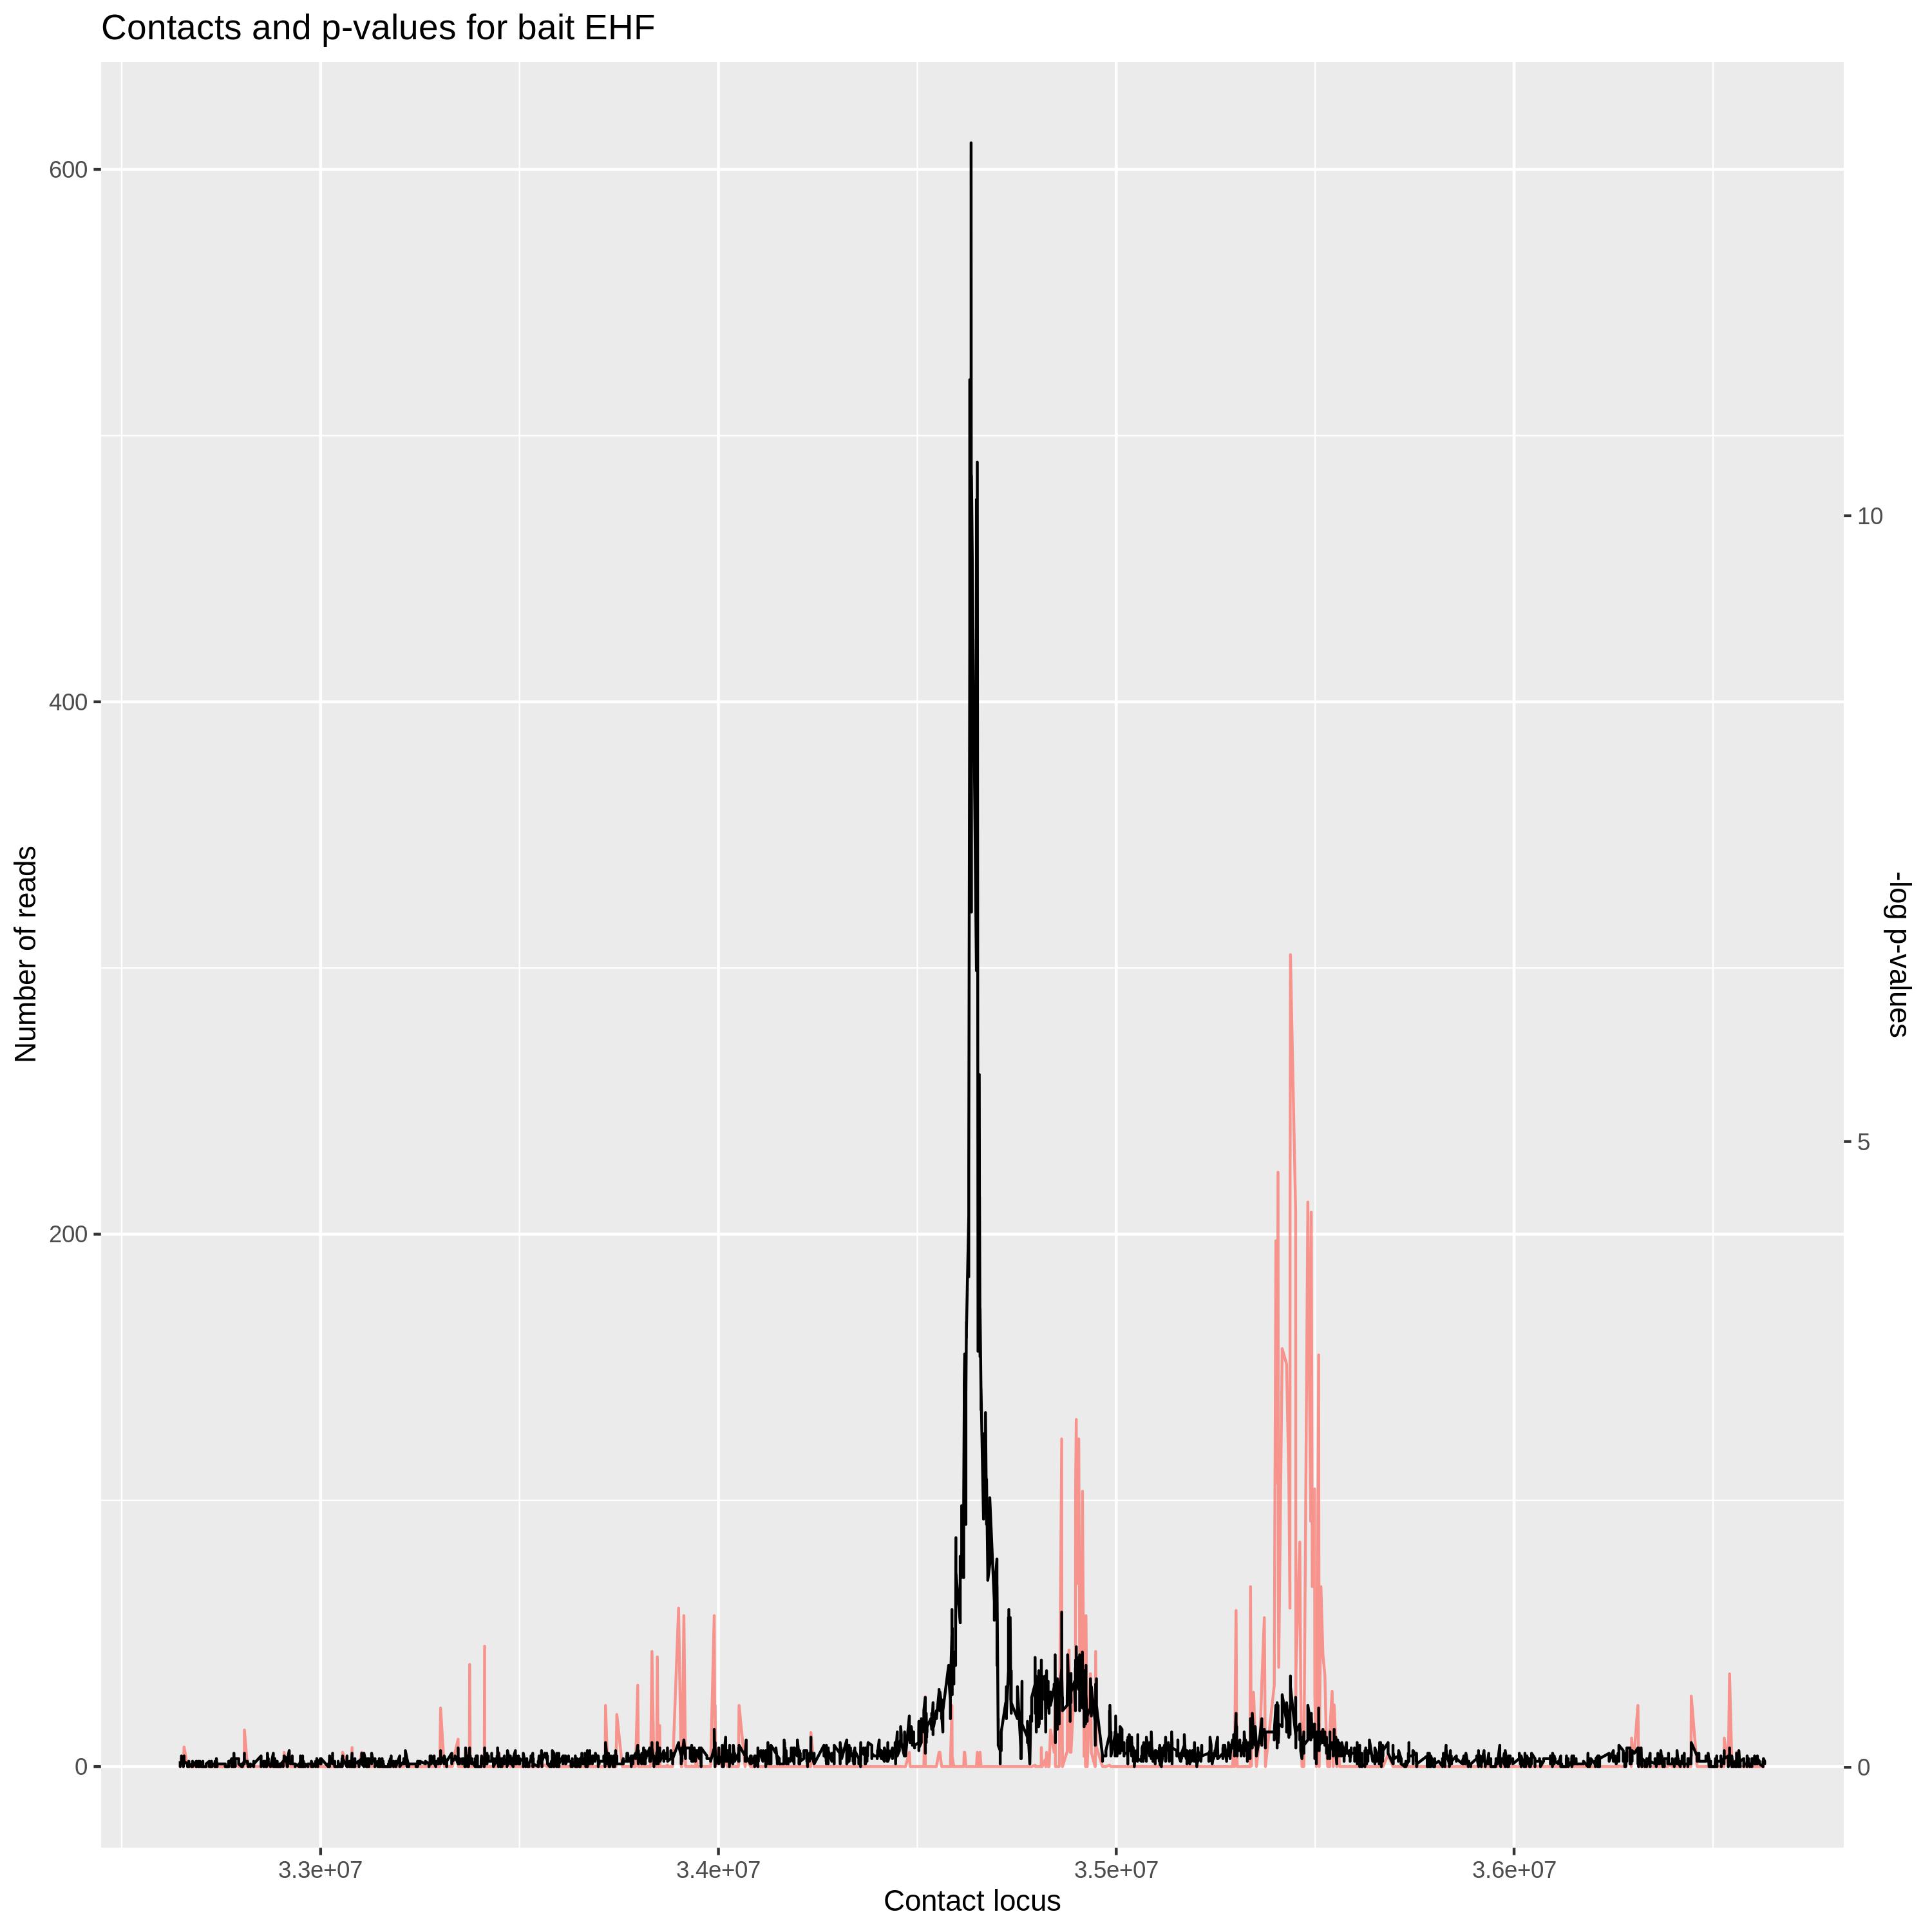 Contacts and p-values for bait EHF
600
400
200
0
10
5
0
Number of reads
-log p-values
3.3e+07
3.4e+07
3.5e+07
3.6e+07
Contact locus